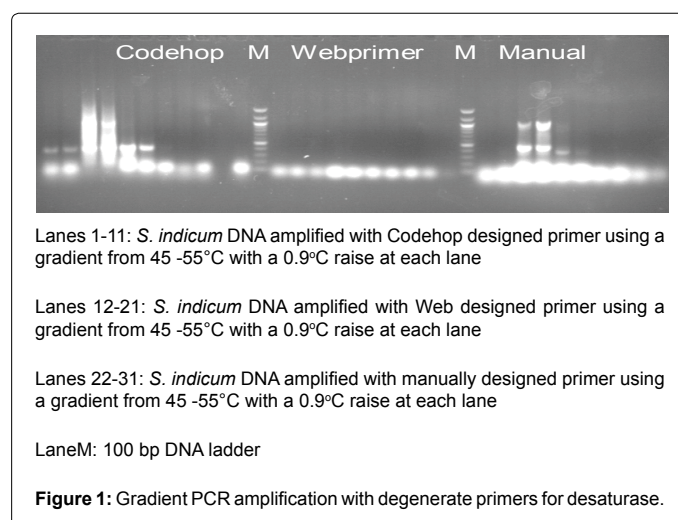 Codehop M Webprimer M Manual
Lanes 1-11: S. indicum DNA amplified with Codehop designed primer using a
gradient from 45 -55°C with a 0.9°C raise at each lane
Lanes 12-21: S. indicum DNA amplified with Web designed primer using a
gradient from 45 -55°C with a 0.9°C raise at each lane
Lanes 22-31: S. indicum DNA amplified with manually designed primer using
a gradient from 45 -55°C with a 0.9°C raise at each lane
LaneM: 100 bp DNA ladder
Figure 1: Gradient PCR amplification with degenerate primers for desaturase.